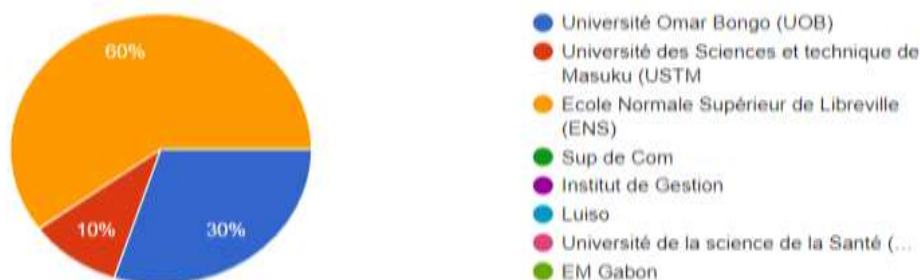 60%
10%
30%
Université Omar Bongo (UOB)
Université des Sciences et technique de
Masuku (USTM
Ecole Normale Supérieur de Libreville
(ENS)
Sup de Com
Institut de Gestion
Luiso
Université de la science de la Santé (...
EM Gabon